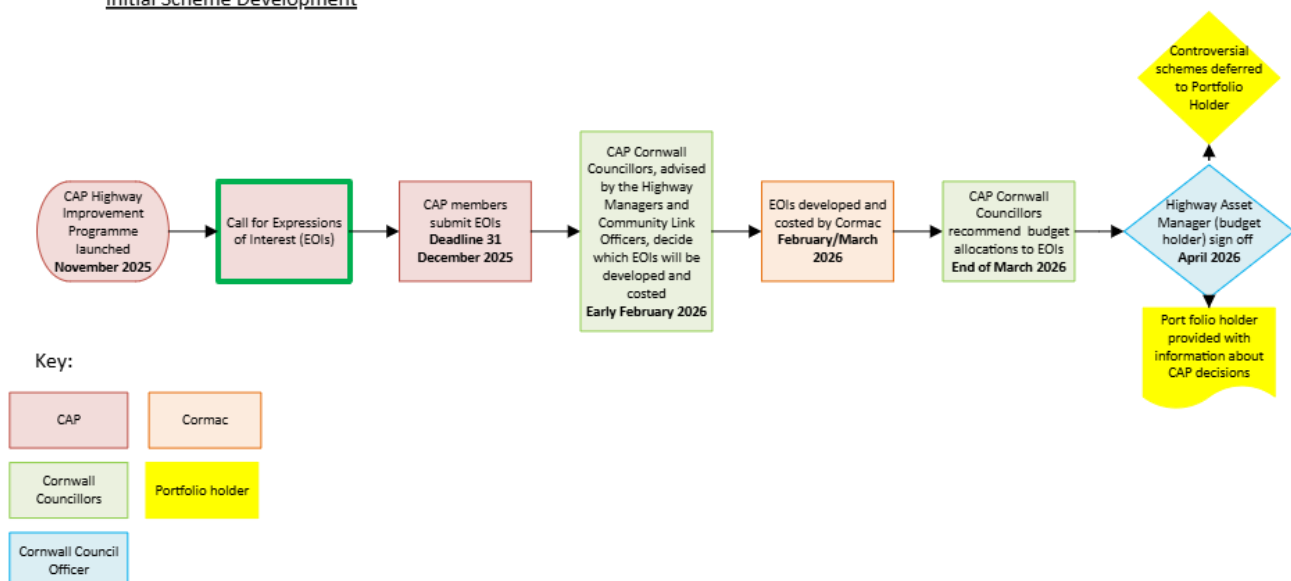 Initial Scheme Development
CAP Highway
Improvement
Programme
launched
November 2025
Call for Expressions
of Interest (EOIs)
CAP members
submit EOIs
Deadline 31
December 2025
CAP Cornwall
Councillors, advised
by the Highway
Managers and
Community Link
Officers, decide
which EOIs will be
developed and
costed
Early February 2026
EOIs developed and
costed by Cormac
February/March
2026
CAP Cornwall
Councillors
recommend budget
allocations to EOIs
End of March 2026
Controversial
schemes deferred
to Portfolio
Holder
Highway Asset
Manager (budget
holder) sign off
April 2026
Port folio holder
provided with
information about
CAP decisions
Key:
CAP
Cormac
Cornwall
Councillors
Portfolio holder
Cornwall Council
Officer